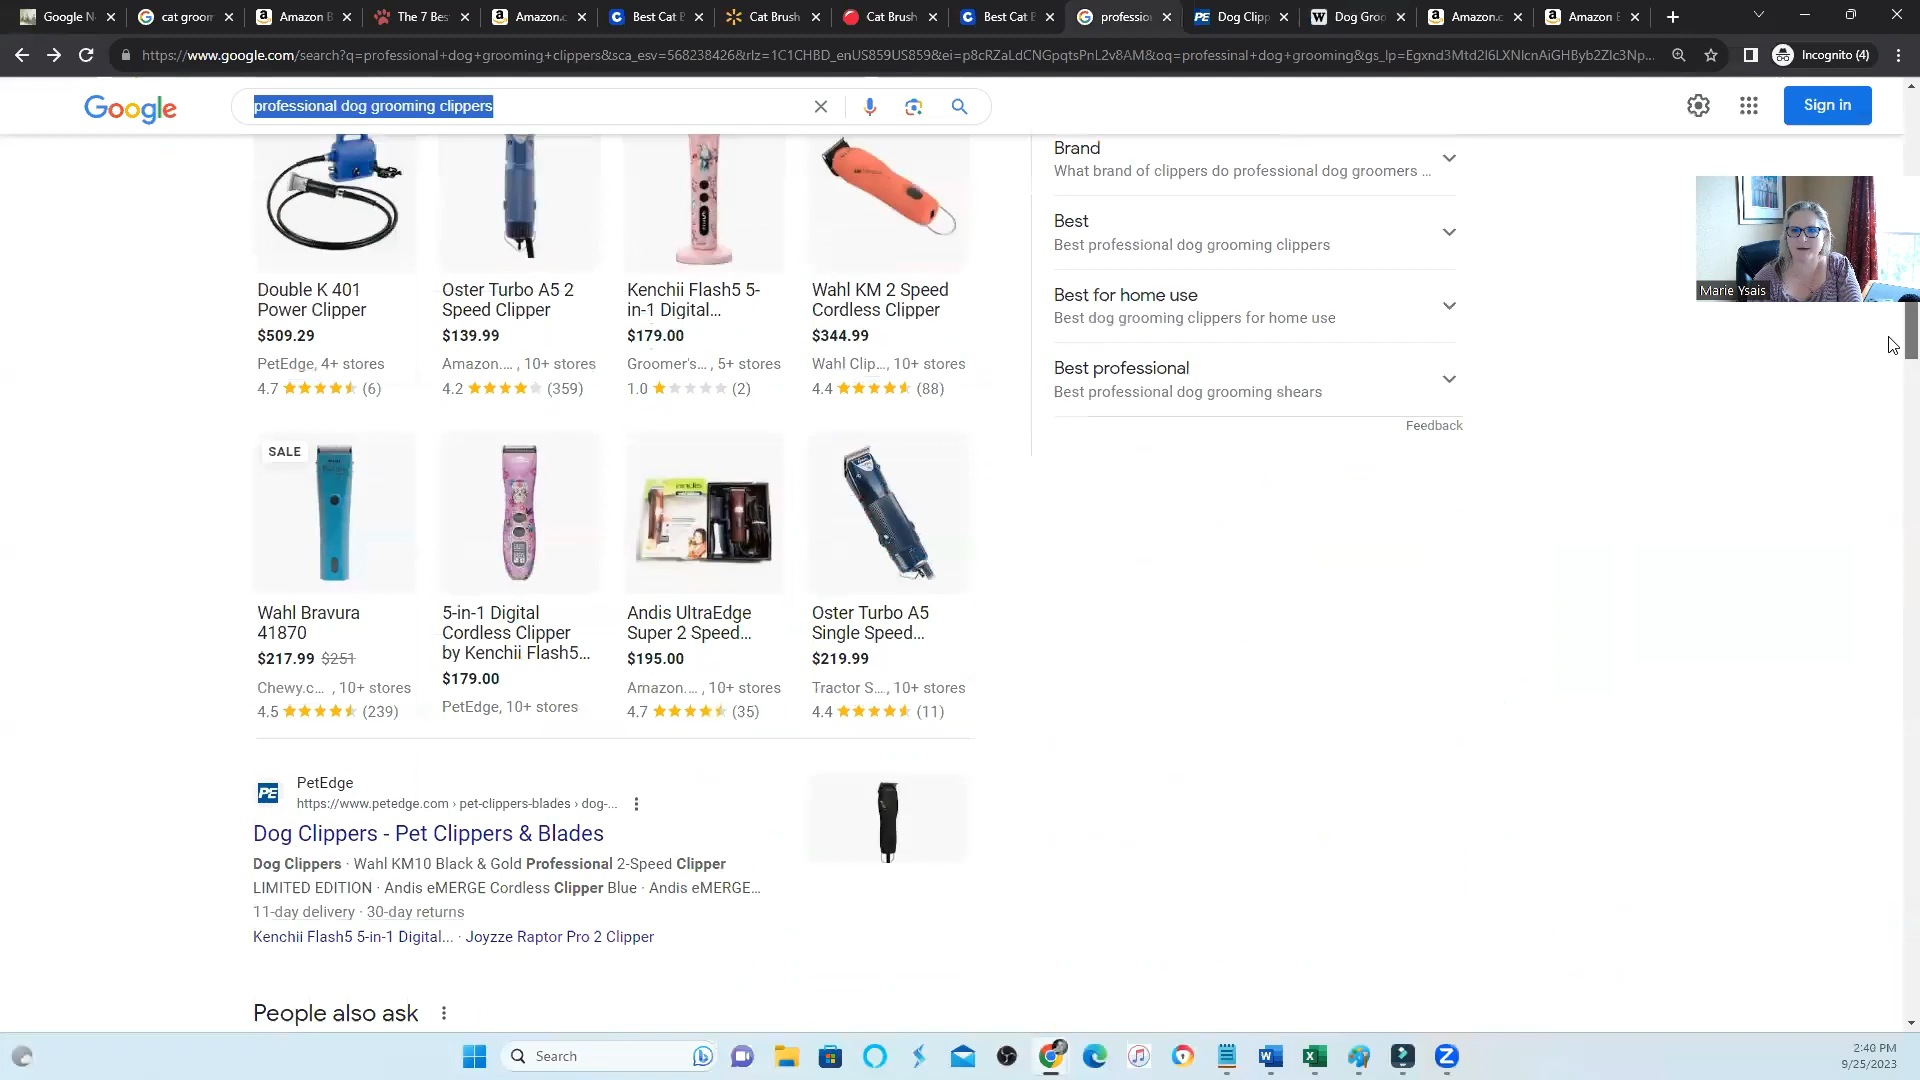 Google N
cat groom
Amazon B
The 7 Bes
Amazon.c
Best Cat B
Cat Brush
Cat Brush
Best Cat B
profession
Dog Clipp
Dog Groo
Amazon.c
Amazon B
https://www.google.com/search?q=professional+dog+grooming+clippers&sca_esv=568238426&rlz=1C1CHBD_enUS859US859&ei=p8cRZaLdCNGpqtsPnL2v8AM&oq=professinal+dog+grooming&gs_lp=Egxnd3Mtd2l6LXNlcnAiGHByb2Zlc3Np...
Incognito (4)
Google
professional dog grooming clippers
Sign in
Brand
What brand of clippers do professional dog groomers ...
Best
Best professional dog grooming clippers
Best for home use
Best dog grooming clippers for home use
Best professional
Best professional dog grooming shears
Feedback
Marie Ysais
Double K 401
Power Clipper
$509.29
PetEdge, 4+ stores
4.7 (6)
Oster Turbo A5 2
Speed Clipper
$139.99
Amazon.... , 10+ stores
4.2 (359)
Kenchii Flash5 5-
in-1 Digital...
$179.00
Groomer's... , 5+ stores
1.0 (2)
Wahl KM 2 Speed
Cordless Clipper
$344.99
Wahl Clip..., 10+ stores
4.4 (88)
SALE
Wahl Bravura
41870
$217.99 $251
Chewy.c... , 10+ stores
4.5 (239)
5-in-1 Digital
Cordless Clipper
by Kenchii Flash5...
$179.00
PetEdge, 10+ stores
andis
Andis UltraEdge
Super 2 Speed...
$195.00
Amazon.... , 10+ stores
4.7 (35)
Oster Turbo A5
Single Speed...
$219.99
Tractor S..., 10+ stores
4.4 (11)
PE
PetEdge
https://www.petedge.com › pet-clippers-blades › dog-...
Dog Clippers - Pet Clippers & Blades
Dog Clippers · Wahl KM10 Black & Gold Professional 2-Speed Clipper
LIMITED EDITION · Andis eMERGE Cordless Clipper Blue · Andis eMERGE...
11-day delivery · 30-day returns
Kenchii Flash5 5-in-1 Digital... · Joyzze Raptor Pro 2 Clipper
People also ask
Search
2:40 PM
9/25/2023